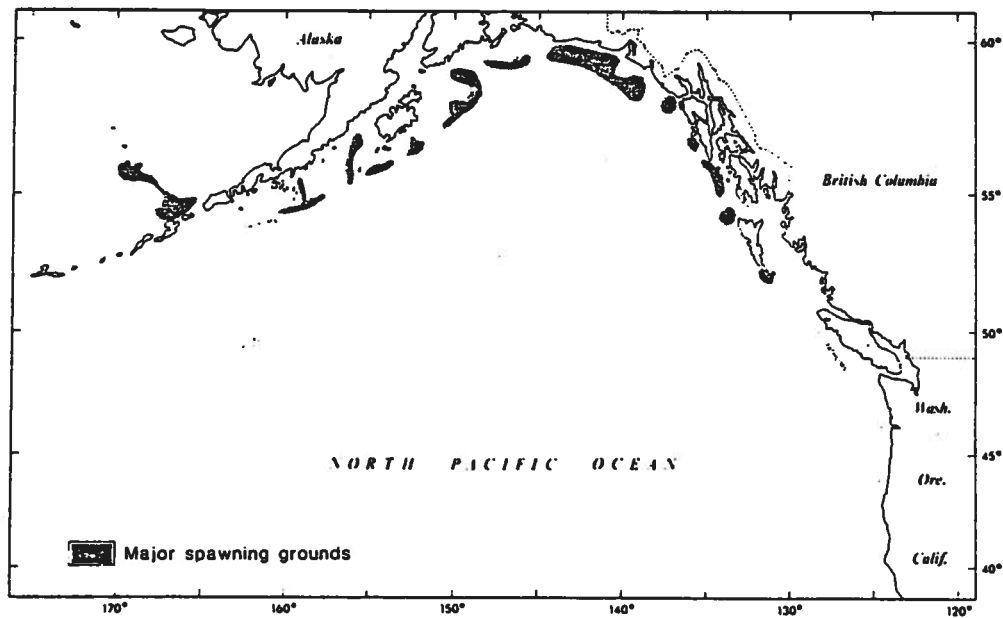 Alaska
60°
British Columbia
55°
50°
Wash.
NORTH PACIFIC OCEAN
45°
Ore.
Major spawning grounds
Calif.
40°
170°
160°
150°
140°
130°
120°